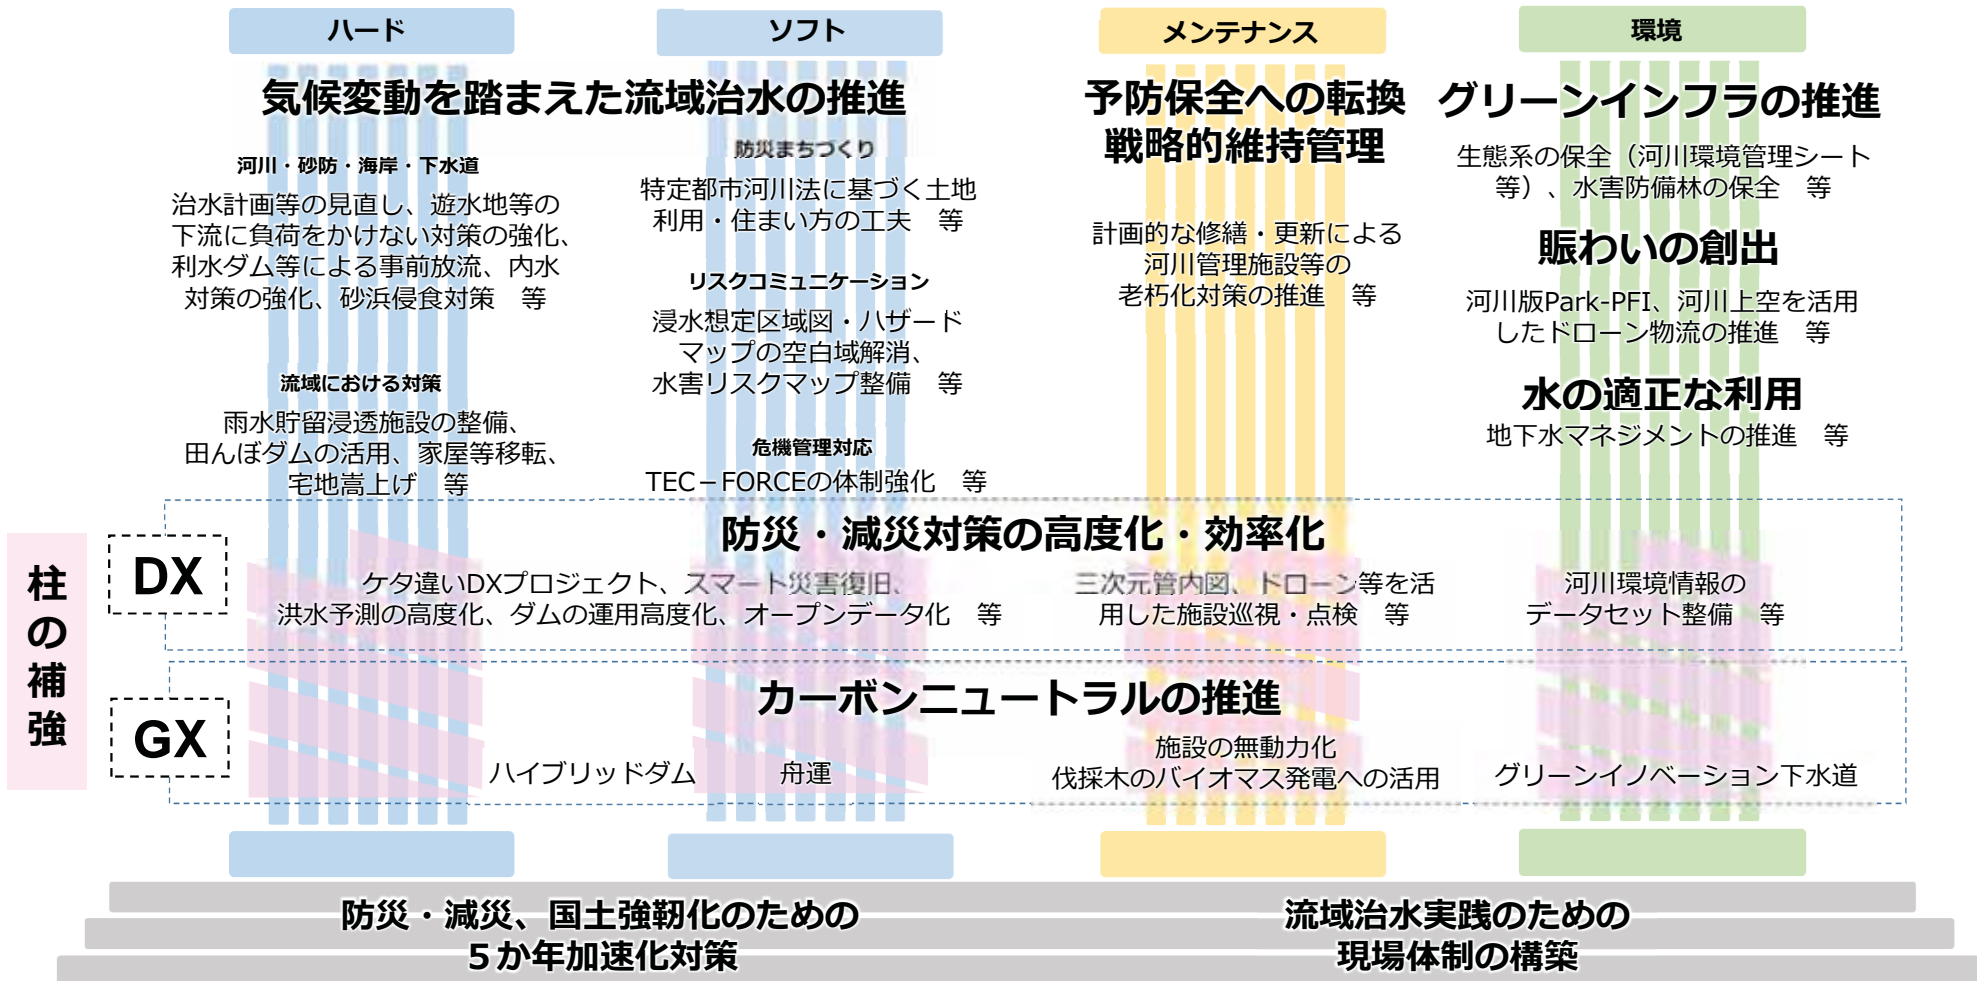 ハード
ソフト
メンテナンス
環境
気候変動を踏まえた流域治水の推進
河川・砂防・海岸・下水道
治水計画等の見直し、遊水地等の
下流に負荷をかけない対策の強化、
利水ダム等による事前放流、内水
対策の強化、砂浜侵食対策　等
流域における対策
雨水貯留浸透施設の整備、
田んぼダムの活用、家屋等移転、
宅地嵩上げ　等
防災まちづくり
特定都市河川法に基づく土地
利用・住まい方の工夫　等
リスクコミュニケーション
浸水想定区域図・ハザード
マップの空白域解消、
水害リスクマップ整備　等
危機管理対応
TEC－FORCEの体制強化　等
予防保全への転換
戦略的維持管理
計画的な修繕・更新による
河川管理施設等の
老朽化対策の推進　等
グリーンインフラの推進
生態系の保全（河川環境管理シート
等）、水害防備林の保全　等
賑わいの創出
河川版Park-PFI、河川上空を活用
したドローン物流の推進　等
水の適正な利用
地下水マネジメントの推進　等
柱の補強
DX
防災・減災対策の高度化・効率化
ケタ違いDXプロジェクト、スマート災害復旧、
洪水予測の高度化、ダムの運用高度化、オープンデータ化　等
三次元管内図、ドローン等を活
用した施設巡視・点検　等
河川環境情報の
データセット整備　等
GX
カーボンニュートラルの推進
ハイブリッドダム
舟運
施設の無動力化
伐採木のバイオマス発電への活用
グリーンイノベーション下水道
防災・減災、国土強靭化のための
５か年加速化対策
流域治水実践のための
現場体制の構築